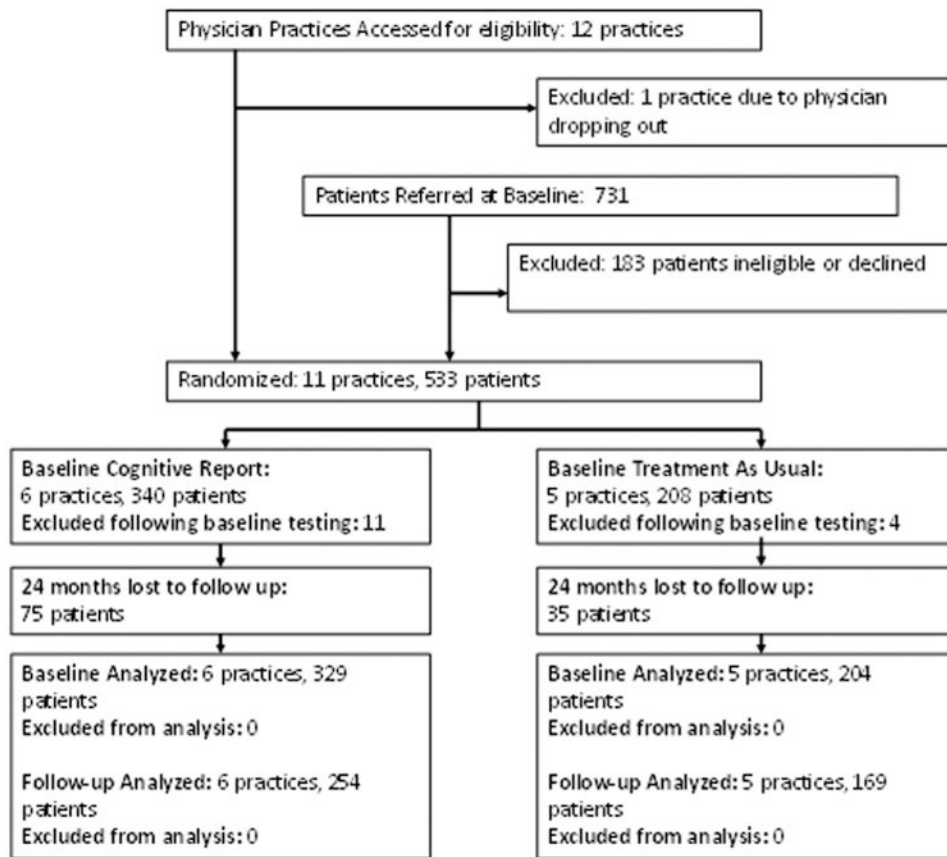 Physician Practices Accessed for eligibility: 12 practices
Excluded: 1 practice due to physician
dropping out
Patients Referred at Baseline: 731
Excluded: 183 patients ineligible or declined
Randomized: 11 practices, 533 patients
Baseline Cognitive Report:
6 practices, 340 patients
Excluded following baseline testing: 11
Baseline Treatment As Usual:
5 practices, 208 patients
Excluded following baseline testing: 4
24 months lost to follow up:
75 patients
24 months lost to follow up:
35 patients
Baseline Analyzed: 6 practices, 329
patients
Excluded from analysis: 0
Follow-up Analyzed: 6 practices, 254
patients
Excluded from analysis: 0
Baseline Analyzed: 5 practices, 204
patients
Excluded from analysis: 0
Follow-up Analyzed: 5 practices, 169
patients
Excluded from analysis: 0